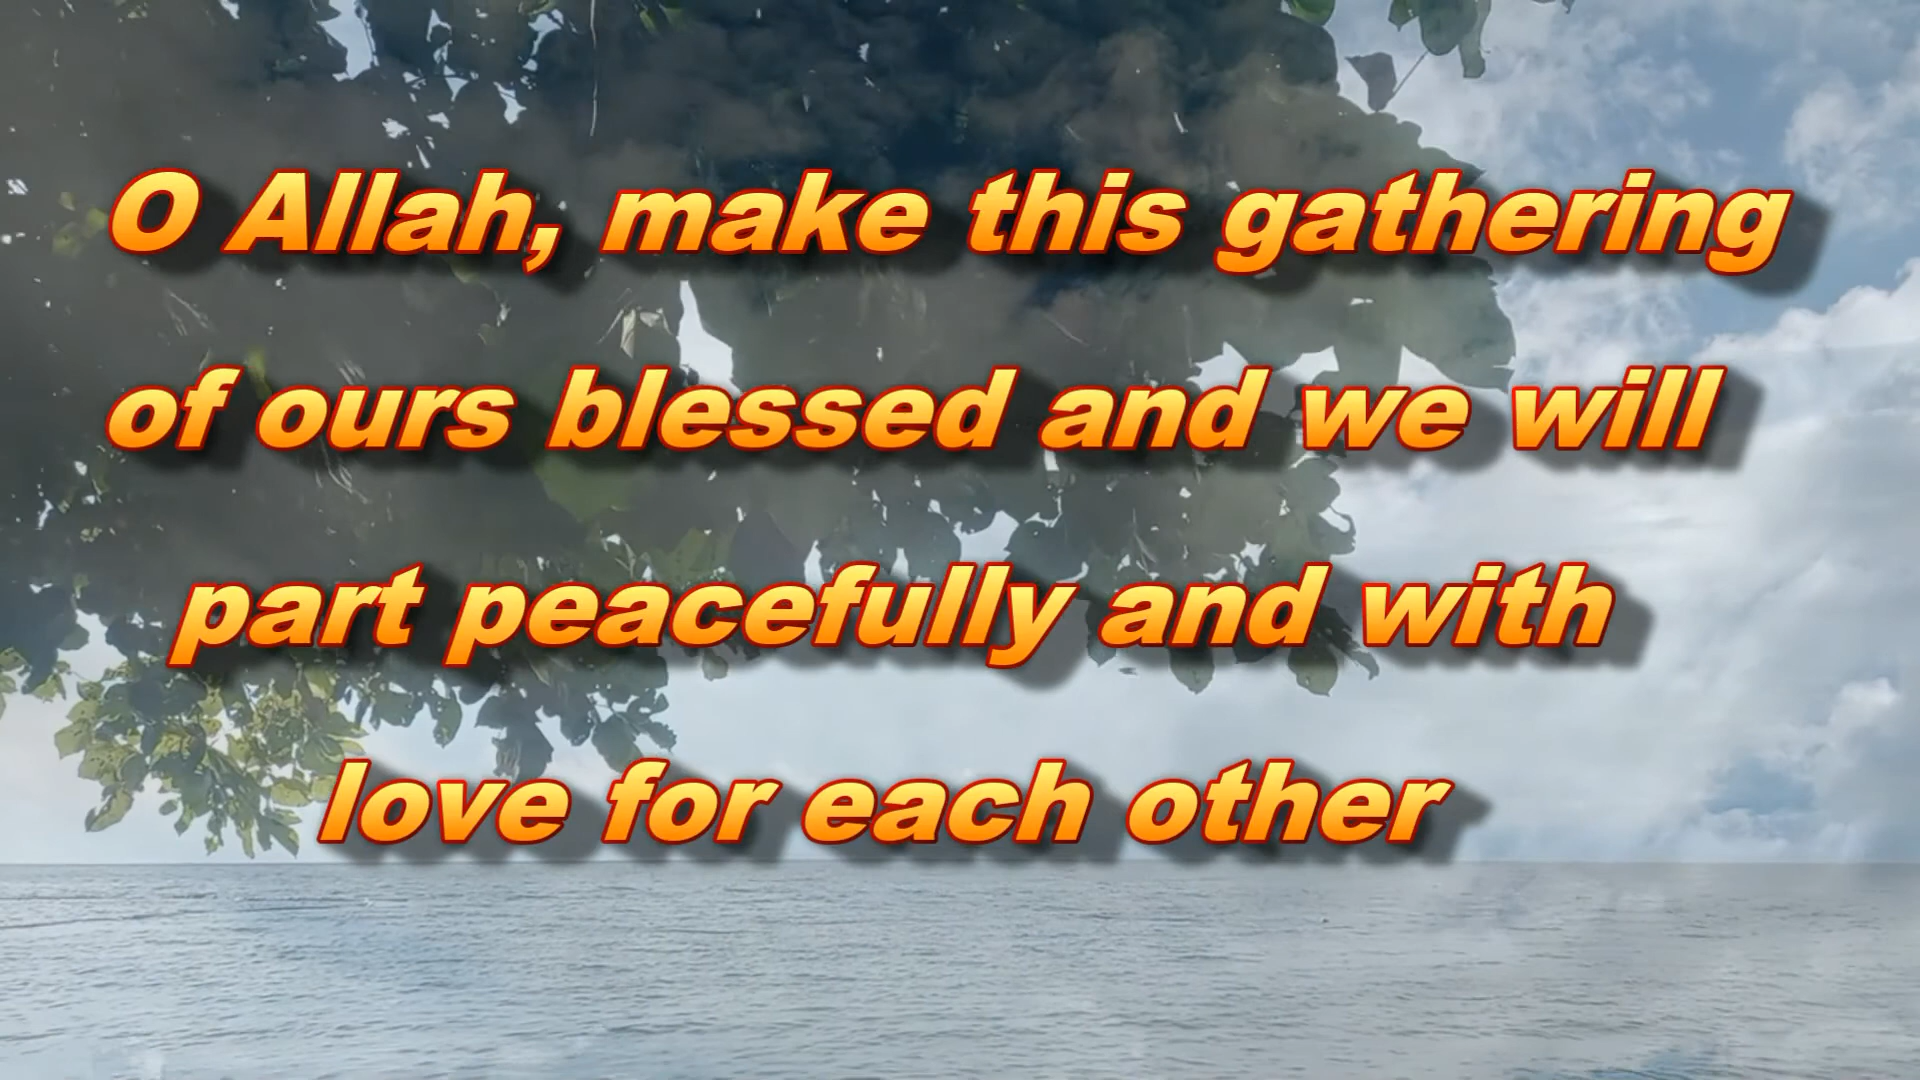 O Allah, make this gathering
of ours blessed and we will
part peacefully and with
love for each other